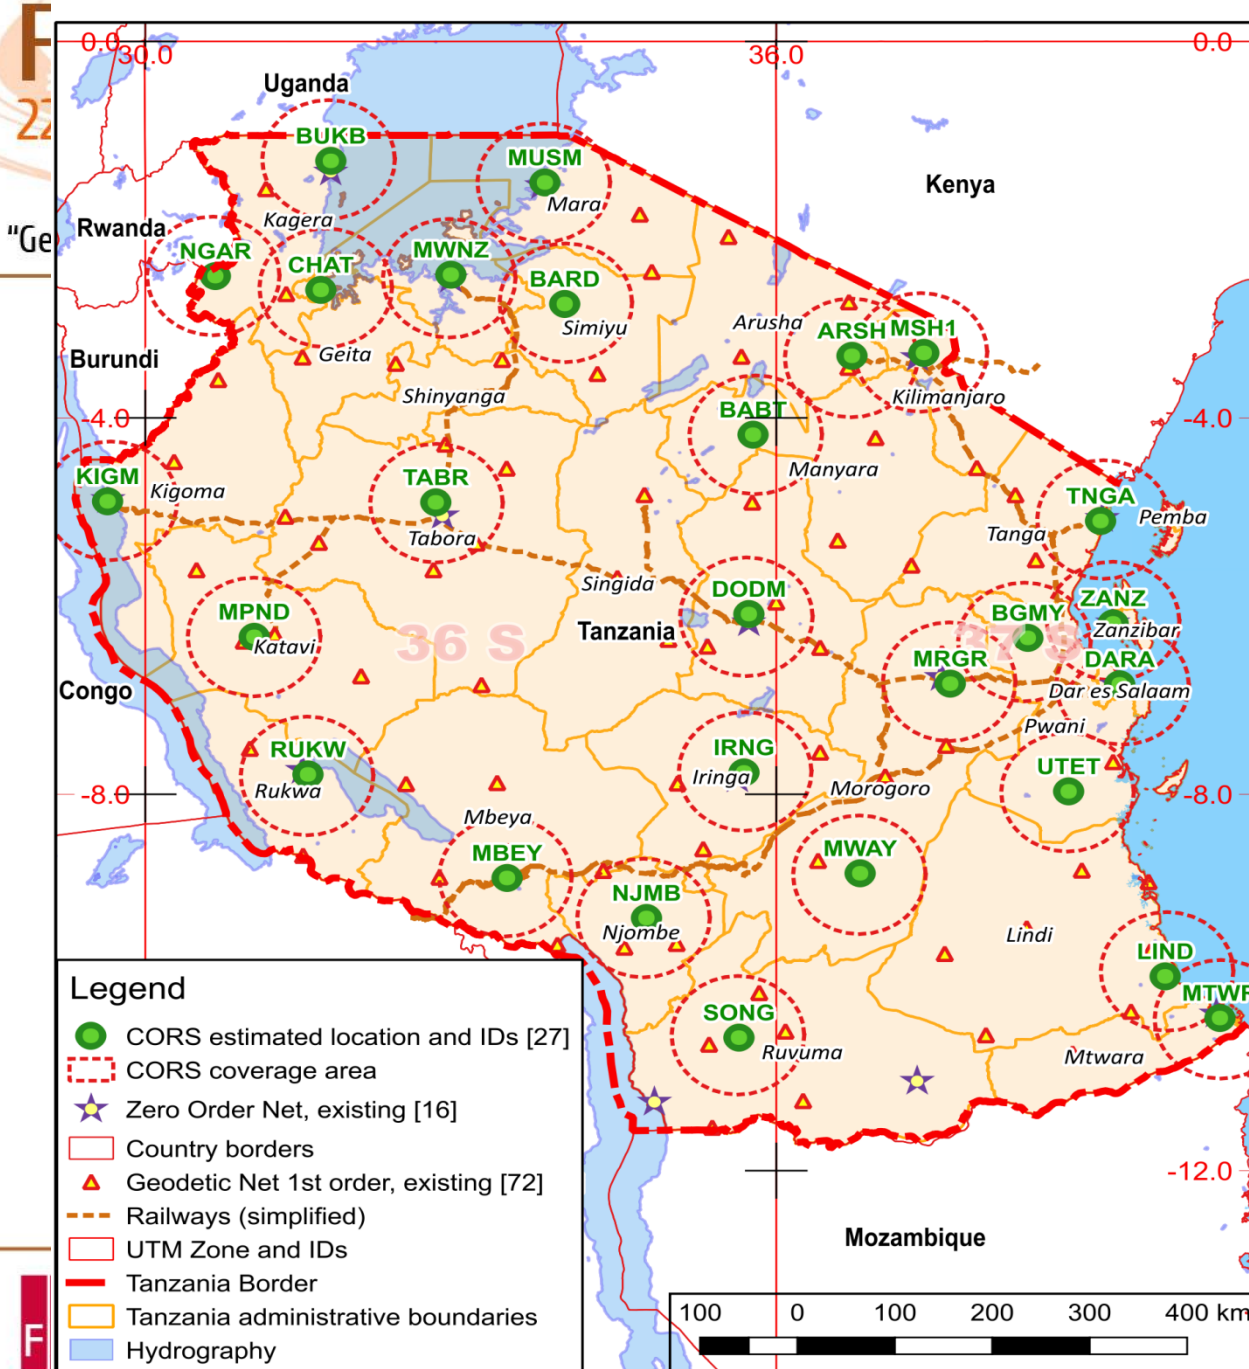 F
22
"Ge
0.0
30.0
36.0
0.0
Uganda
BUKB
MUSM
Kenya
Mara
Kagera
Rwanda
NGAR
CHAT
MWNZ
BARD
Simiyu
Arusha
ARSH
MSH1
Burundi
Geita
Shinyanga
Kilimanjaro
-4.0
BABT
-4.0
Manyara
KIGM
Kigoma
TABR
TNGA
Pemba
Tabora
Tanga
Singida
DODM
ZANZ
MPND
BGMY
Katavi
36 S
Tanzania
37 S
Zanzibar
MRGR
DARA
Congo
Dar es Salaam
Pwani
RUKW
IRNG
UTET
Rukwa
Iringa
Morogoro
-8.0
-8.0
Mbeya
MBEY
MWAY
NJMB
Njombe
Lindi
LIND
MTWR
SONG
Ruvuma
Mtwara
-12.0
Mozambique
Legend
CORS estimated location and IDs [27]
CORS coverage area
Zero Order Net, existing [16]
Country borders
Geodetic Net 1st order, existing [72]
Railways (simplified)
UTM Zone and IDs
Tanzania Border
Tanzania administrative boundaries
Hydrography
100 0 100 200 300 400 km
F